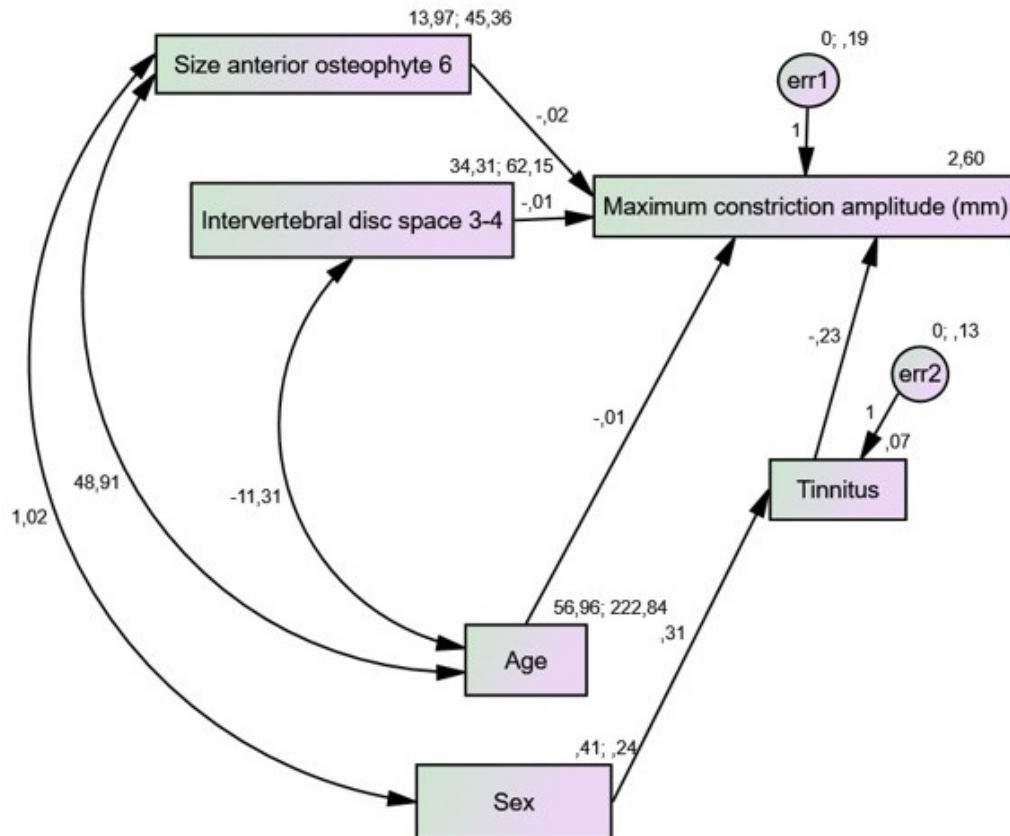 13,97; 45,36
Size anterior osteophyte 6
0; ,19
err1
-,02
1
34,31; 62,15
2,60
Intervertebral disc space 3-4
-,01
Maximum constriction amplitude (mm)
-,23
0; ,13
err2
-,01
1
,07
48,91
-11,31
Tinnitus
1,02
56,96; 222,84
,31
Age
,41; ,24
Sex